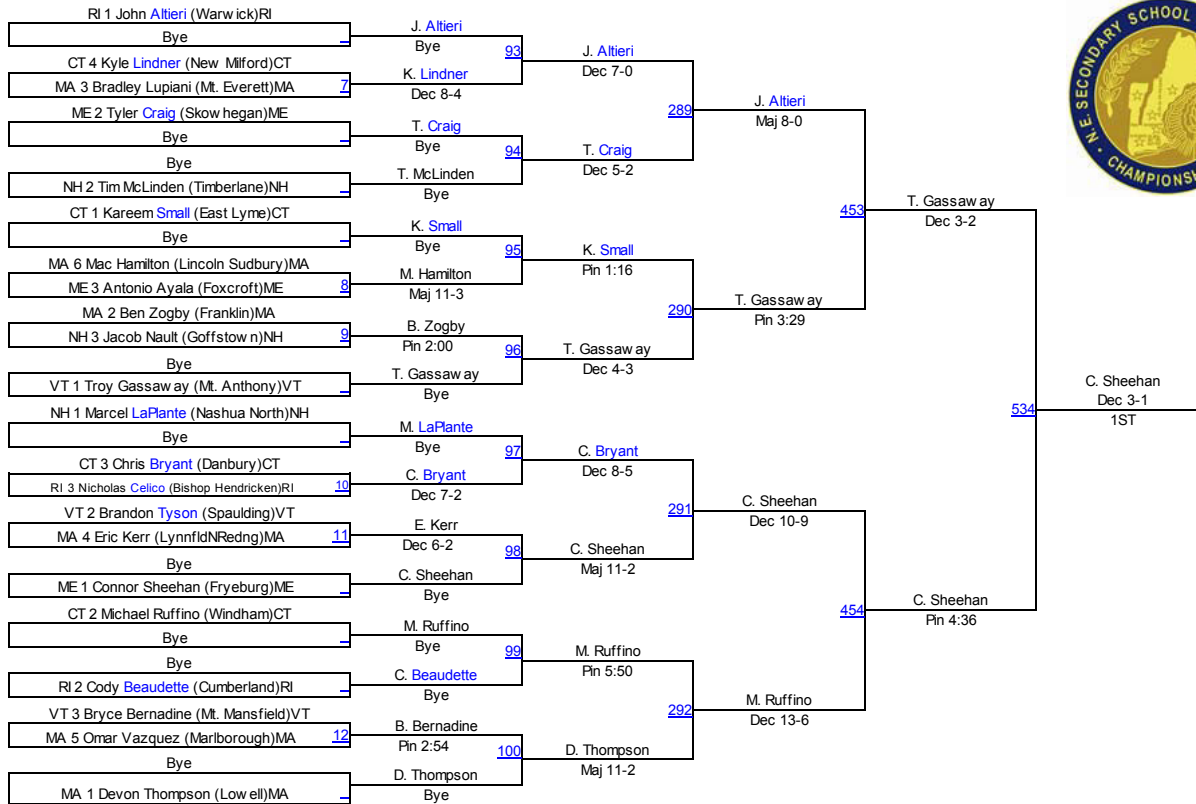 RI 1 John Altieri (Warwick)RI
Bye
CT 4 Kyle Lindner (New Milford)CT
MA 3 Bradley Lupiani (Mt. Everett)MA
7
ME 2 Tyler Craig (Skowhegan)ME
Bye
Bye
NH 2 Tim McLinden (Timberlane)NH
CT 1 Kareem Small (East Lyme)CT
Bye
MA 6 Mac Hamilton (Lincoln Sudbury)MA
ME 3 Antonio Ayala (Foxcroft)ME
8
MA 2 Ben Zogby (Franklin)MA
NH 3 Jacob Nault (Goffstown)NH
9
Bye
VT 1 Troy Gassaway (Mt. Anthony)VT
NH 1 Marcel LaPlante (Nashua North)NH
Bye
CT 3 Chris Bryant (Danbury)CT
RI 3 Nicholas Celico (Bishop Hendricken)RI
10
VT 2 Brandon Tyson (Spaulding)VT
MA 4 Eric Kerr (LynnfldNRedng)MA
11
Bye
ME 1 Connor Sheehan (Fryeburg)ME
CT 2 Michael Ruffino (Windham)CT
Bye
Bye
RI 2 Cody Beaudette (Cumberland)RI
VT 3 Bryce Bernadine (Mt. Mansfield)VT
MA 5 Omar Vazquez (Marlborough)MA
12
Bye
MA 1 Devon Thompson (Lowell)MA
J. Altieri
Bye
93
K. Lindner
Dec 8-4
T. Craig
Bye
94
T. McLinden
Bye
K. Small
Bye
95
M. Hamilton
Maj 11-3
B. Zogby
Pin 2:00
96
T. Gassaway
Bye
M. LaPlante
Bye
97
C. Bryant
Dec 7-2
E. Kerr
Dec 6-2
98
C. Sheehan
Bye
M. Ruffino
Bye
99
C. Beaudette
Bye
B. Bernadine
Pin 2:54
100
D. Thompson
Bye
J. Altieri
Dec 7-0
289
T. Craig
Dec 5-2
K. Small
Pin 1:16
290
T. Gassaway
Dec 4-3
C. Bryant
Dec 8-5
291
C. Sheehan
Maj 11-2
M. Ruffino
Pin 5:50
292
D. Thompson
Maj 11-2
J. Altieri
Maj 8-0
453
T. Gassaway
Pin 3:29
C. Sheehan
Dec 10-9
454
M. Ruffino
Dec 13-6
T. Gassaway
Dec 3-2
534
C. Sheehan
Pin 4:36
C. Sheehan
Dec 3-1
1ST
N.E. SECONDARY SCHOOL